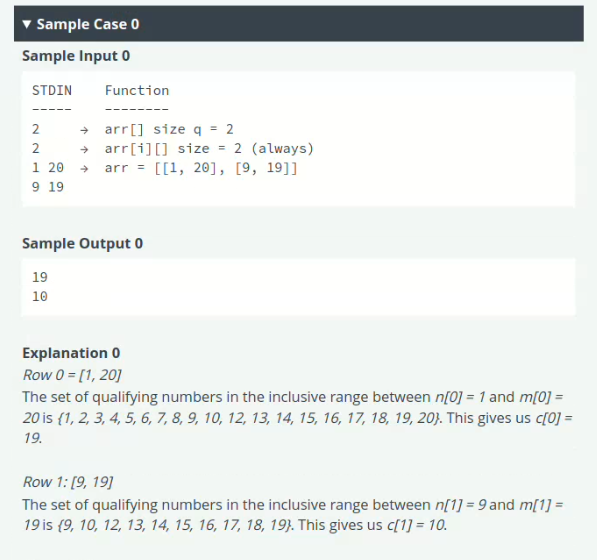 ▼ Sample Case 0
Sample Input 0
STDIN    Function
-----    --------
2     →  arr[] size q = 2
2     →  arr[i][] size = 2 (always)
1 20  →  arr = [[1, 20], [9, 19]]
9 19
Sample Output 0
19
10
Explanation 0
Row 0 = [1, 20]
The set of qualifying numbers in the inclusive range between n[0] = 1 and m[0] =
20 is {1, 2, 3, 4, 5, 6, 7, 8, 9, 10, 12, 13, 14, 15, 16, 17, 18, 19, 20}. This gives us c[0] =
19.
Row 1: [9, 19]
The set of qualifying numbers in the inclusive range between n[1] = 9 and m[1] =
19 is {9, 10, 12, 13, 14, 15, 16, 17, 18, 19}. This gives us c[1] = 10.